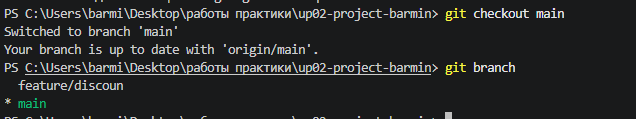 PS C:\Users\barmi\Desktop\работы практики\up02-project-barmin> git checkout main
Switched to branch 'main'
Your branch is up to date with 'origin/main'.
PS C:\Users\barmi\Desktop\работы практики\up02-project-barmin> git branch
feature/discoun
* main